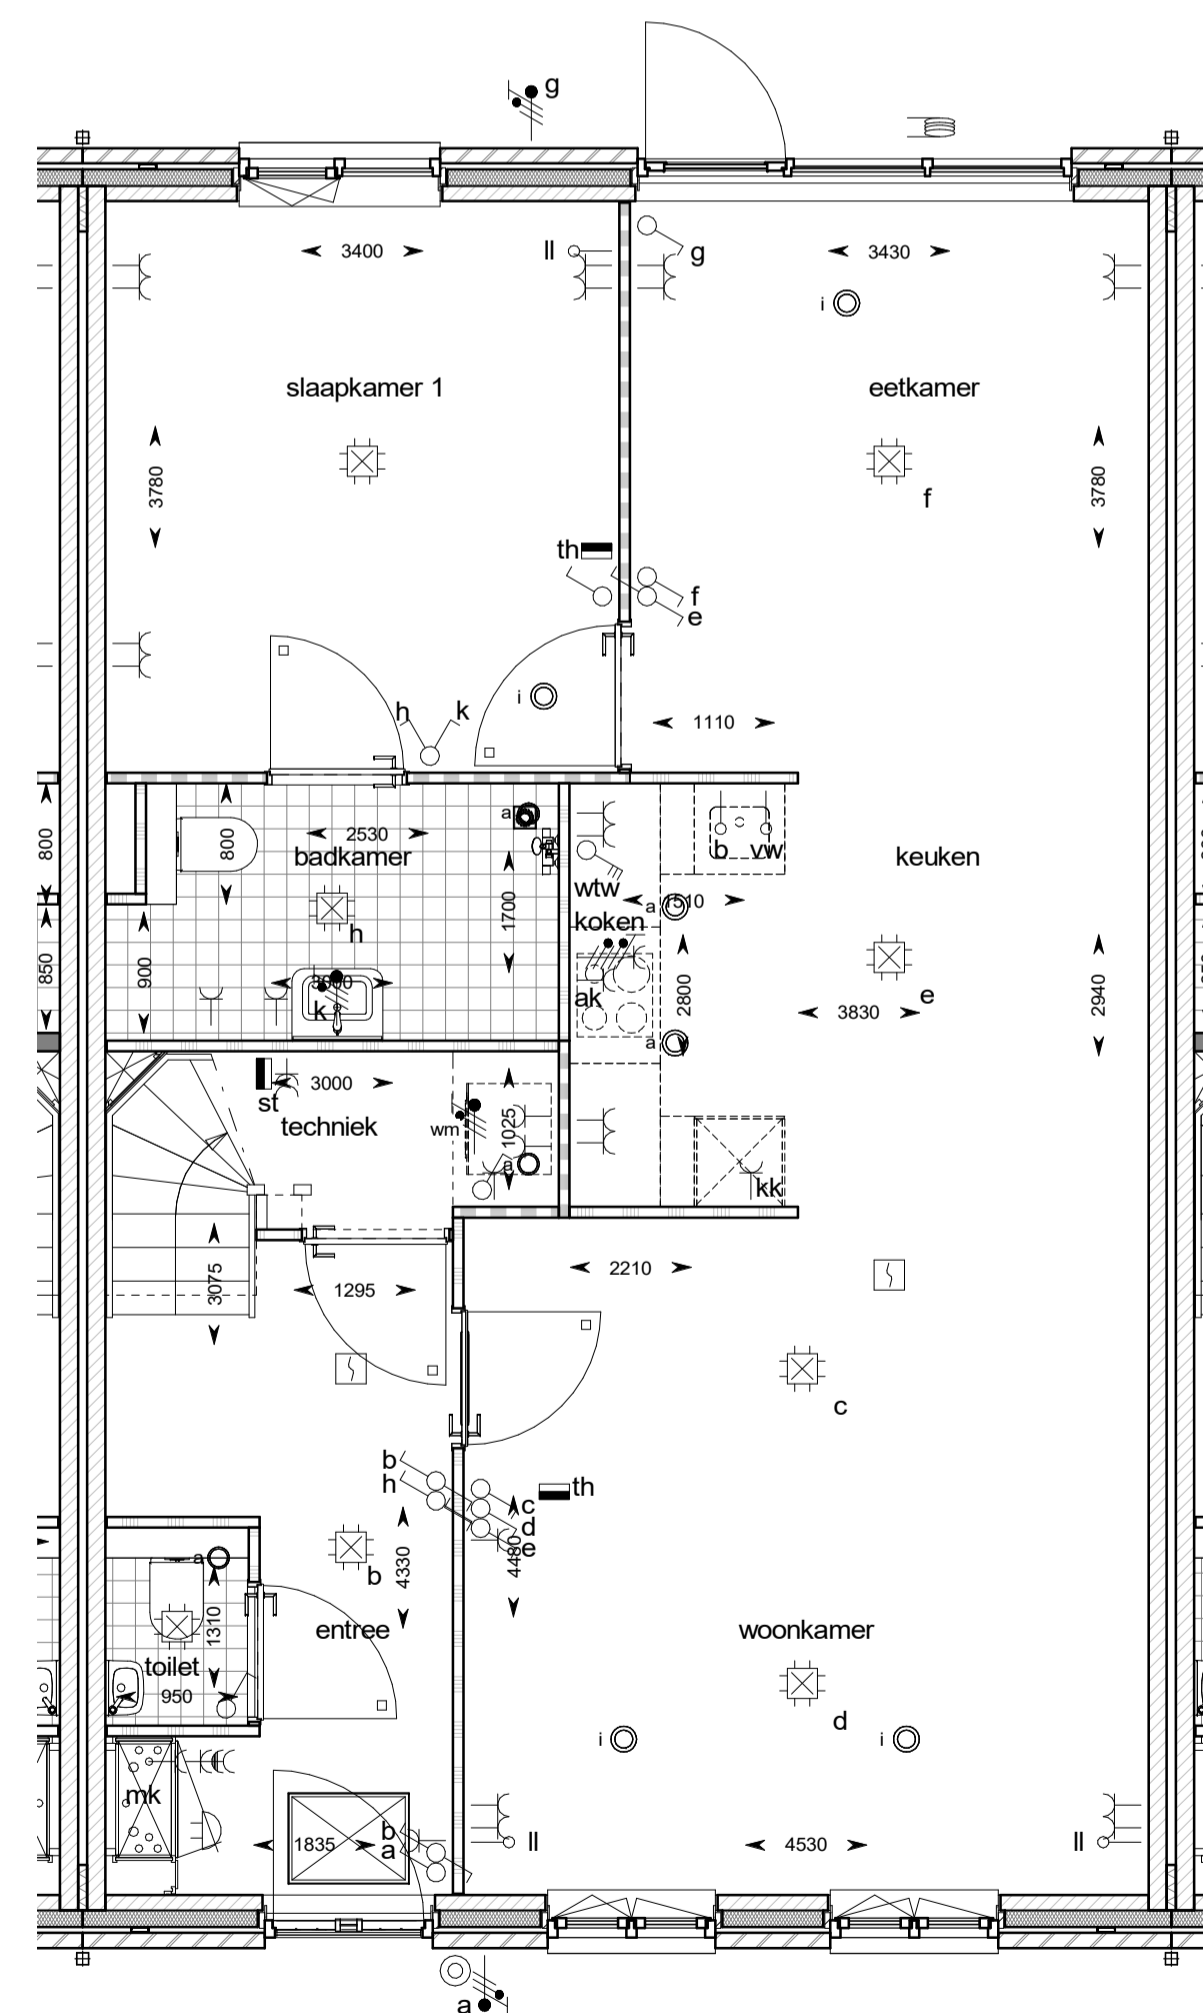 g
3400
ll
g
3430
i
slaapkamer 1
eetkamer
3780
f
3780
th
f
e
i
h
k
1110
800
800
2530
badkamer
a
1700
b
vw
keuken
wtw
koken
a
1510
h
850
900
3000
k
ak
2800
e
3830
2940
a
st
3000
techniek
wm
1025
a
kk
3075
1295
2210
c
b
h
c
d
e
th
4330
4480
a
b
1310
entree
woonkamer
toilet
950
d
i
i
mk
b
a
1835
ll
4530
ll
a